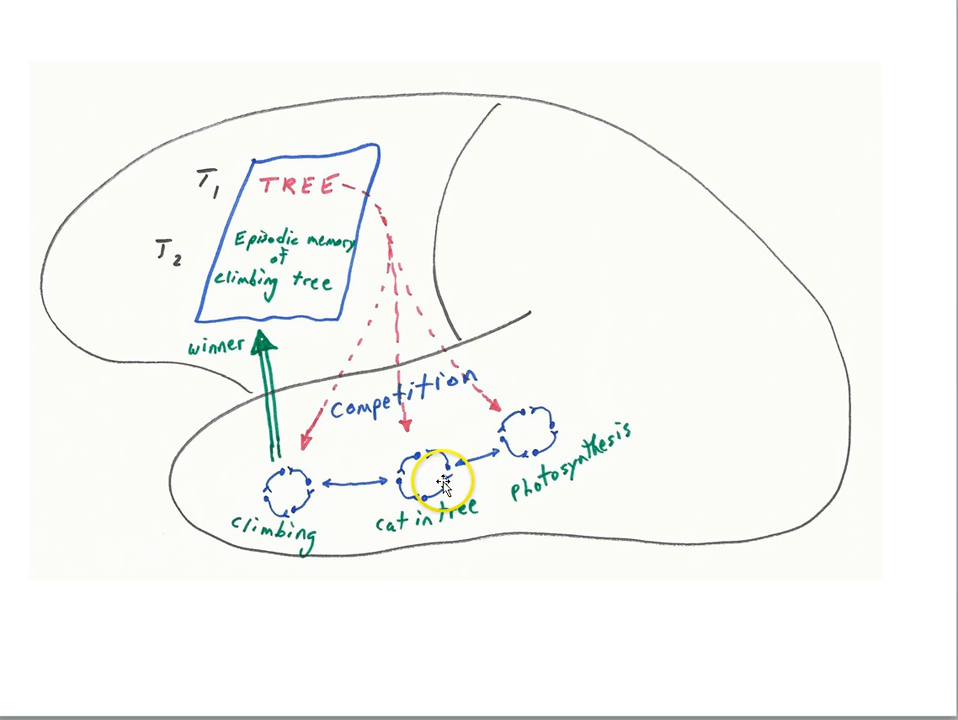 T1
TREE
T2
Episodic memory
of
climbing tree
winner
Competition
climbing
cat in tree
photosynthesis